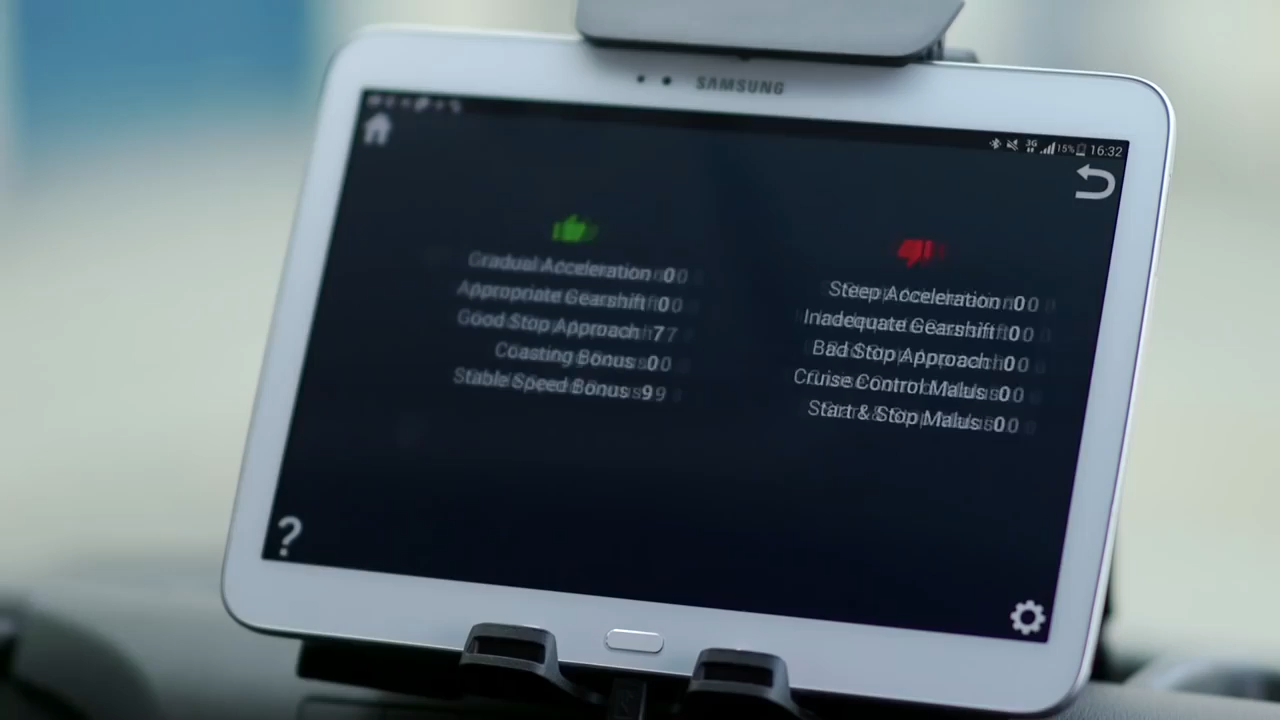 SAMSUNG
3G 15% 16:32
Gradual Acceleration 0
Appropriate Gearshift 0
Good Stop Approach 7
Coasting Bonus 0
Stable Speed Bonus 9
Steep Acceleration 0
Inadequate Gearshift 0
Bad Stop Approach 0
Cruise Control Malus 0
Start & Stop Malus 0
?